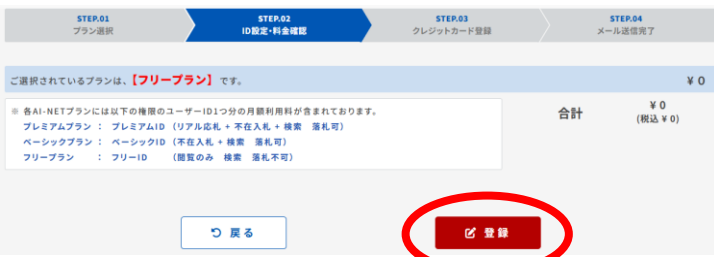 STEP.01
プラン選択
STEP.02
ID設定・料金確認
STEP.03
クレジットカード登録
STEP.04
メール送信完了
ご選択されているプランは、【フリープラン】です。 ¥0
※ 各AI-NETプランには以下の権限のユーザーID1つ分の月額利用料が含まれております。
プレミアムプラン ： プレミアムID （リアル応札 + 不在入札 + 検索 落札可）
ベーシックプラン ： ベーシックID （不在入札 + 検索 落札可）
フリープラン ： フリーID （閲覧のみ 検索 落札不可）
合計 ¥0
(税込 ¥0)
戻る
登録